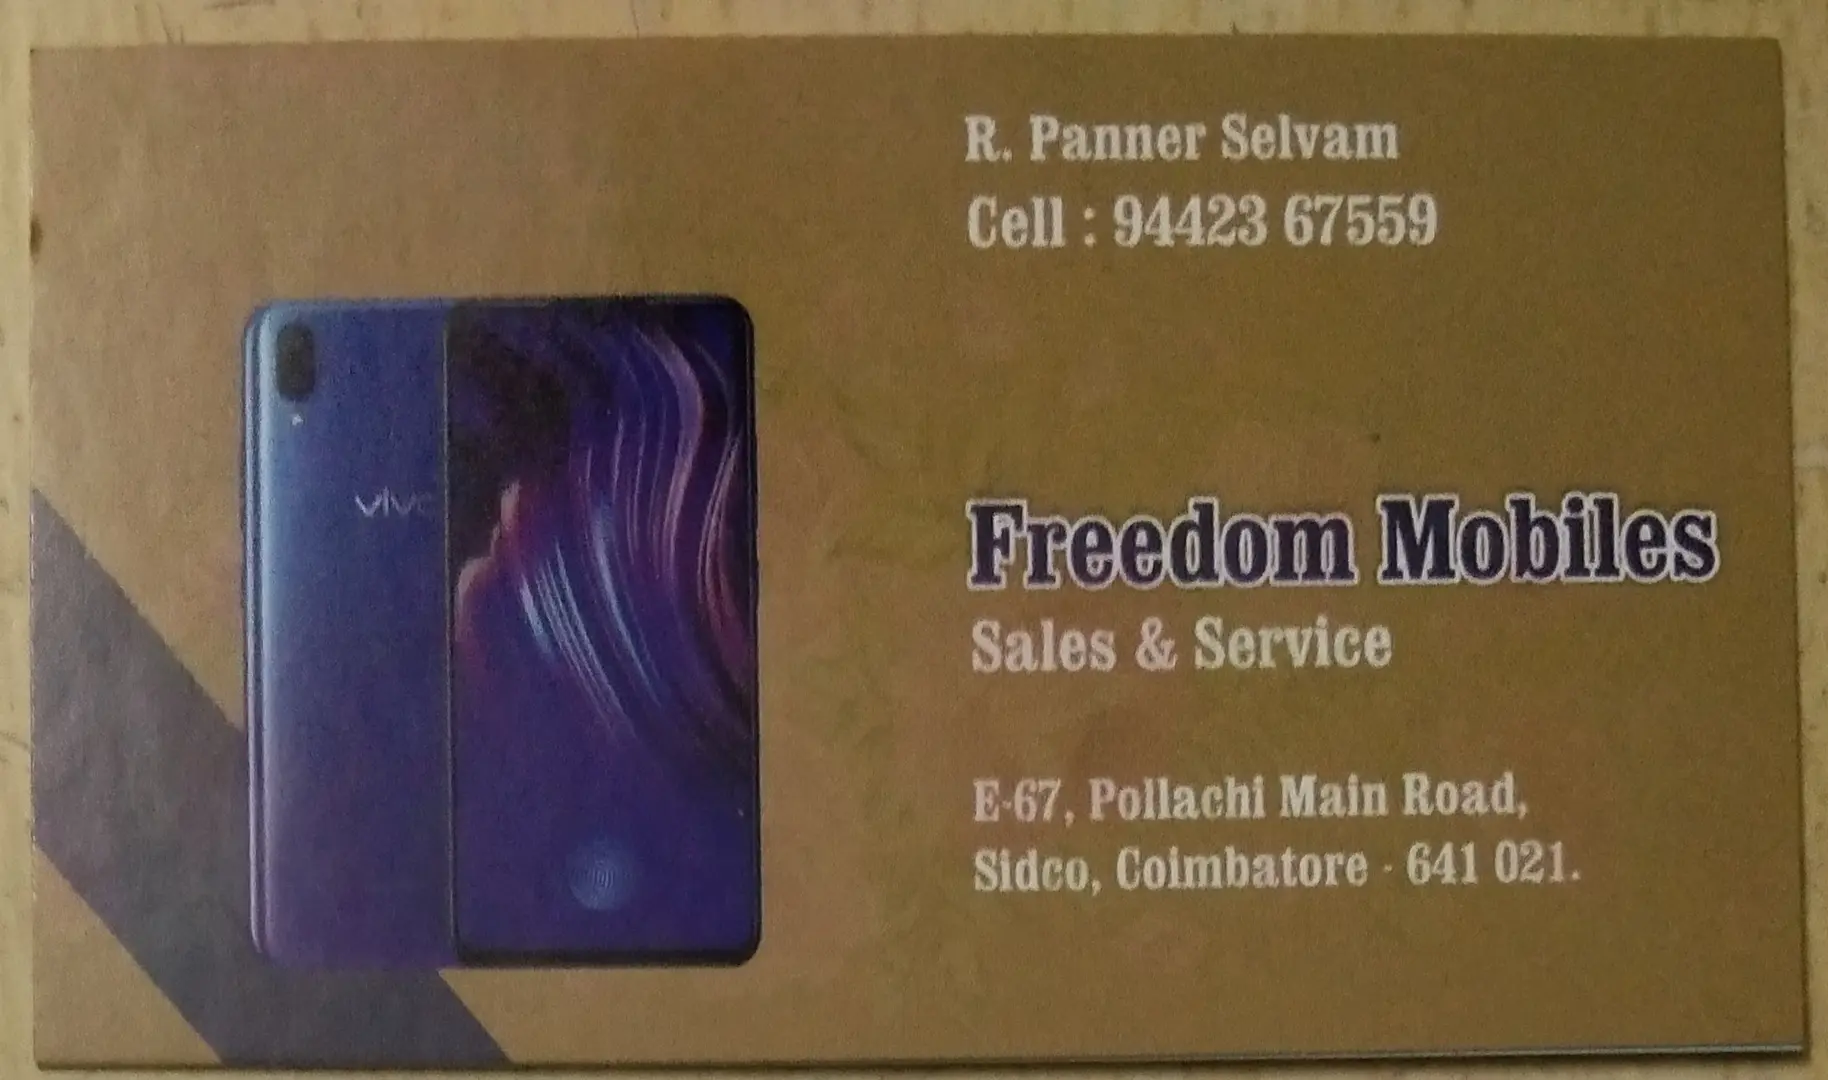 R. Panner Selvam
Cell : 94423 67559
vivo
Freedom Mobiles
Sales & Service
E-67, Pollachi Main Road,
Sidco, Coimbatore - 641 021.